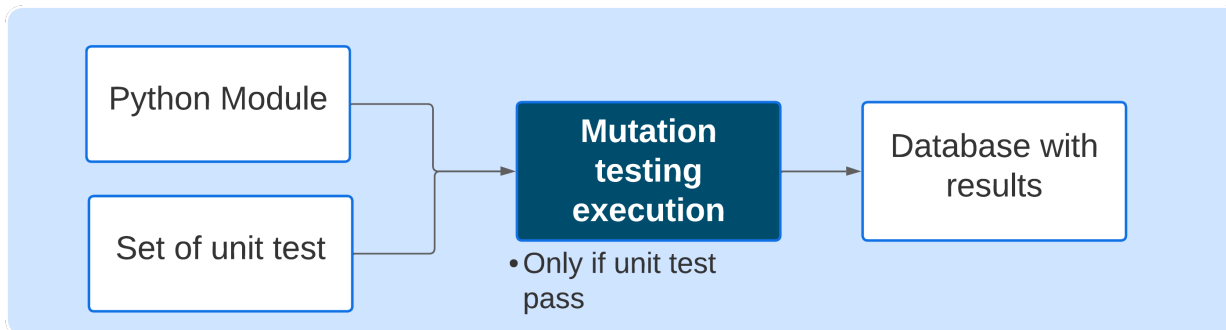 Python Module
Set of unit test
Mutation
testing
execution
• Only if unit test
pass
Database with
results